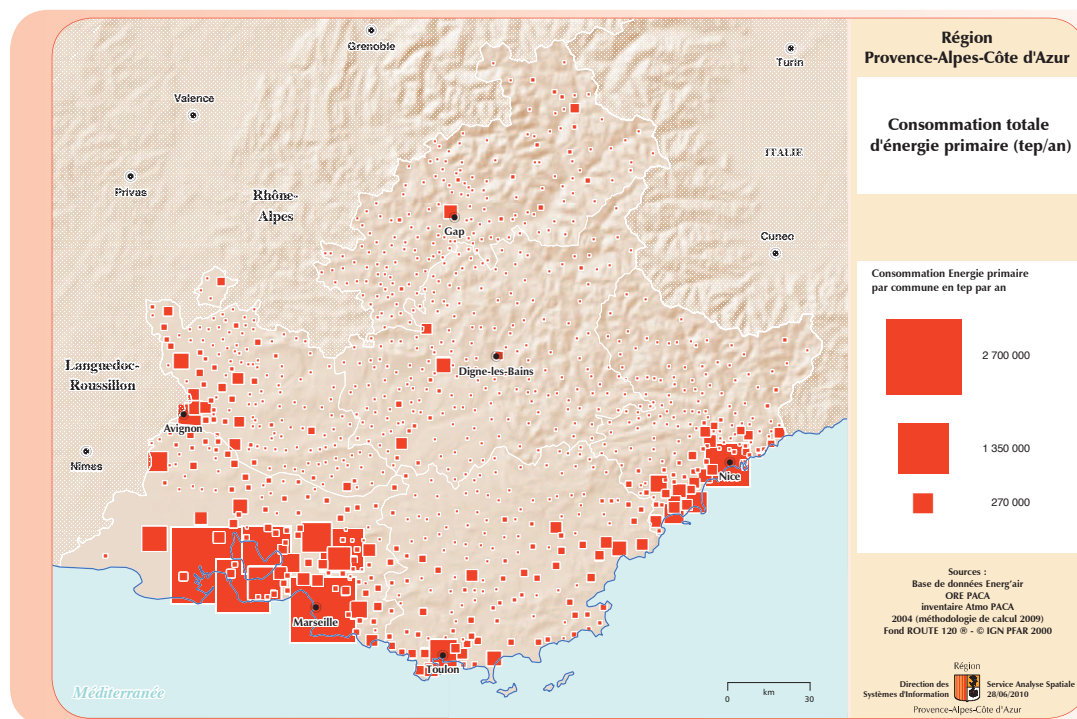 Grenoble
Turin
Valence
ITALIE
Privas
Rhône-
Alpes
Gap
Cuneo
Languedoc-
Roussillon
Digne-les-Bains
Avignon
Nimes
Nice
Marseille
Toulon
Méditerranée
0 km 30
Région
Provence-Alpes-Côte d'Azur
Consommation totale
d'énergie primaire (tep/an)
Consommation Energie primaire
par commune en tep par an
2 700 000
1 350 000
270 000
Sources :
Base de données Energ'air
ORE PACA
inventaire Atmo PACA
2004 (méthodologie de calcul 2009)
Fond ROUTE 120 ® - © IGN PFAR 2000
Région
Direction des
Systèmes d'Information
Service Analyse Spatiale
28/06/2010
Provence-Alpes-Côte d'Azur